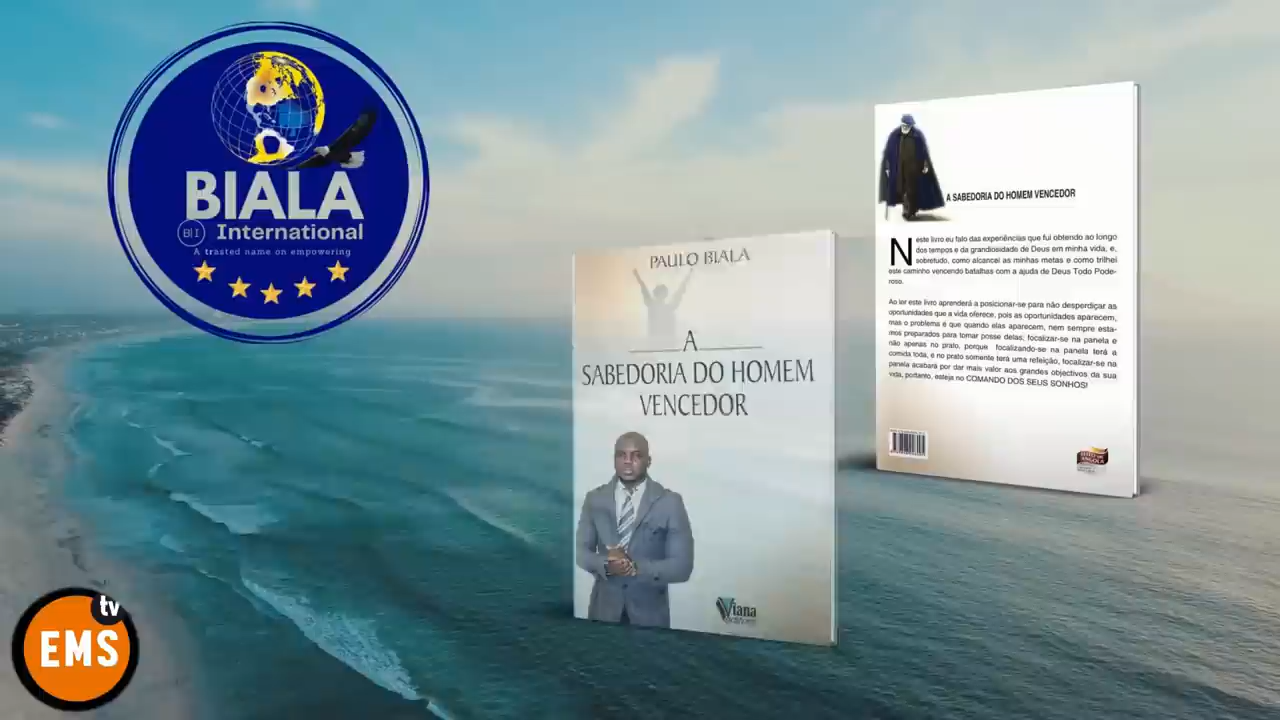 BIALA
BI
International
A trasted name on empowering
PAULO BIALA
A
SABEDORIA DO HOMEM
VENCEDOR
Viana
A SABEDORIA DO HOMEM VENCEDOR
Neste livro eu falo das experiências que fui obtendo ao longo
dos tempos e da grandiosidade de Deus em minha vida, e,
sobretudo, como alcancei as minhas metas e como trilhei
este caminho vencendo batalhas com a ajuda de Deus Todo Pode-
roso.
Ao ler este livro aprenderá a posicionar-se para não desperdiçar as
oportunidades que a vida oferece, pois as oportunidades aparecem,
mas o problema é que quando elas aparecem, nem sempre esta-
mos preparados para tomar posse delas, focalizar-se na panela e
não apenas no prato, porque focalizando-se na panela terá a
comida toda, e no prato somente terá uma refeição, focalizar-se na
panela acabará por dar mais valor aos grandes objectivos da sua
vida, portanto, esteja no COMANDO DOS SEUS SONHOS!
tv
EMS